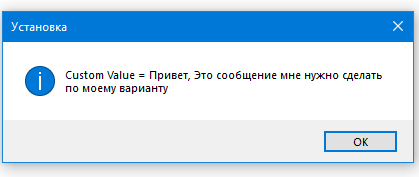 Установка
Custom Value = Привет, Это сообщение мне нужно сделать
по моему варианту
OK